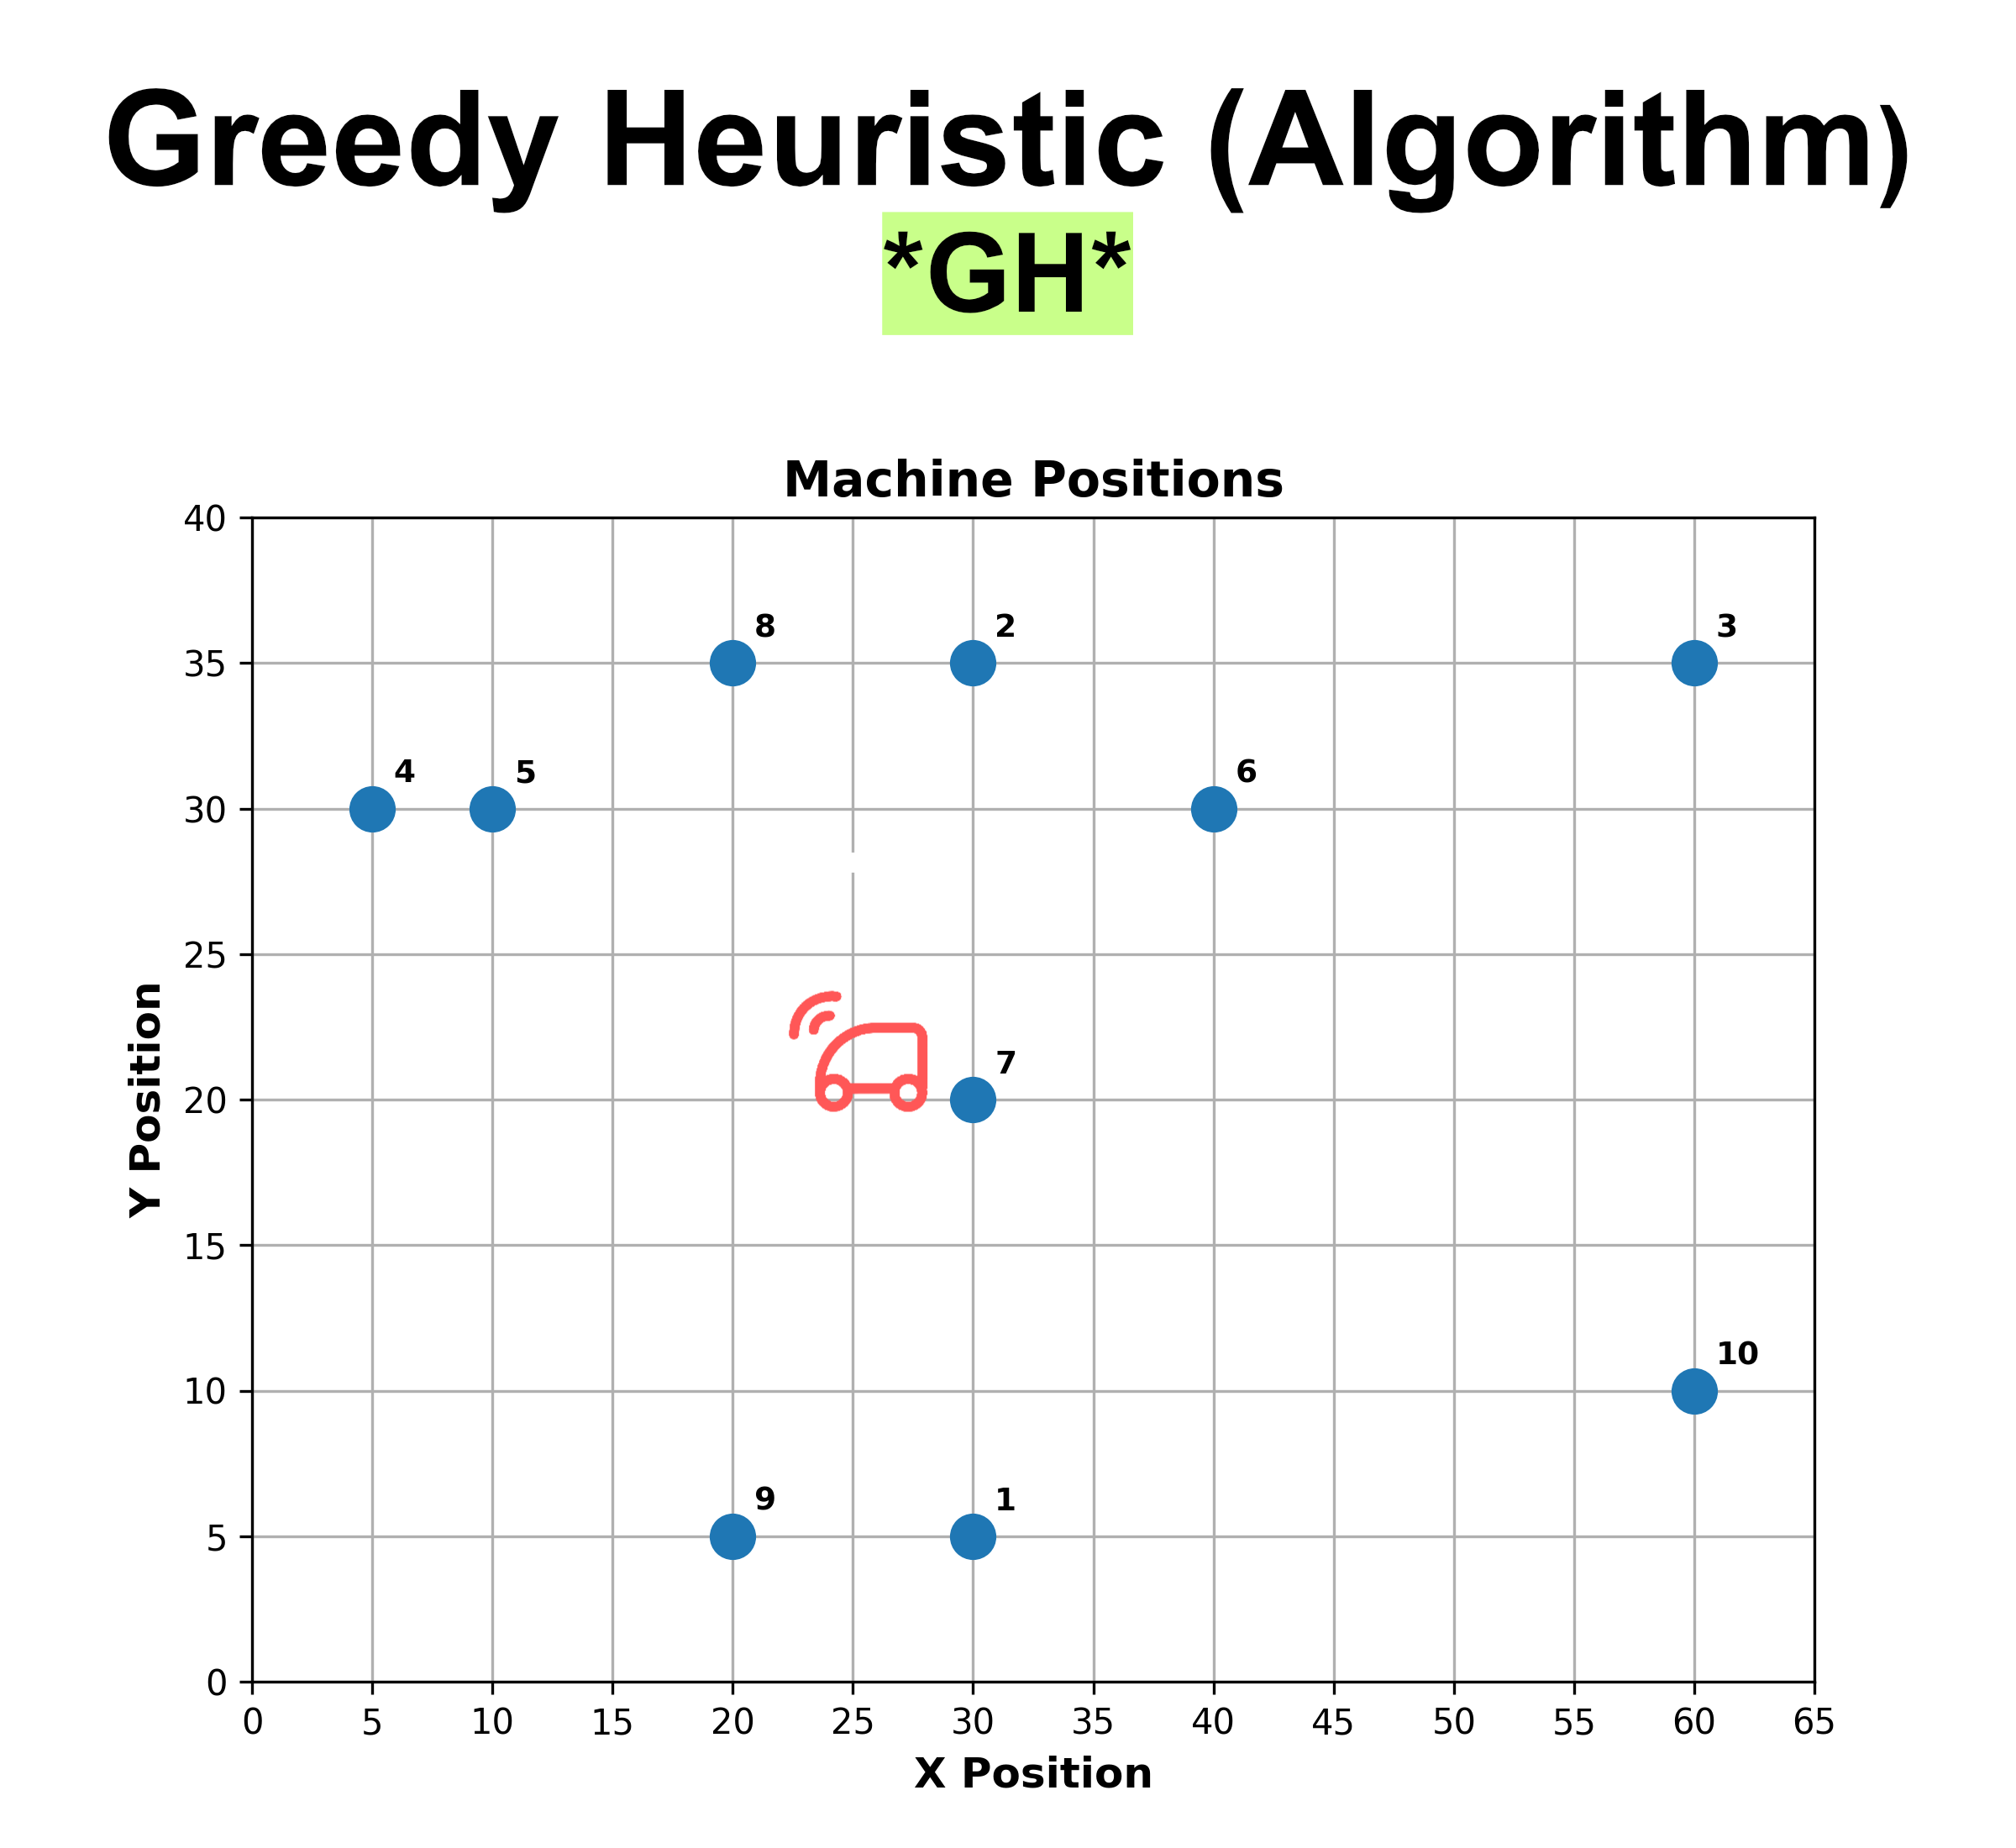 Greedy Heuristic (Algorithm)
*GH*
Machine Positions
40
8 2 3
35
4 5 6
30
25
7
20
15
10
10
9 1
5
0
0 5 10 15 20 25 30 35 40 45 50 55 60 65
X Position
Y Position